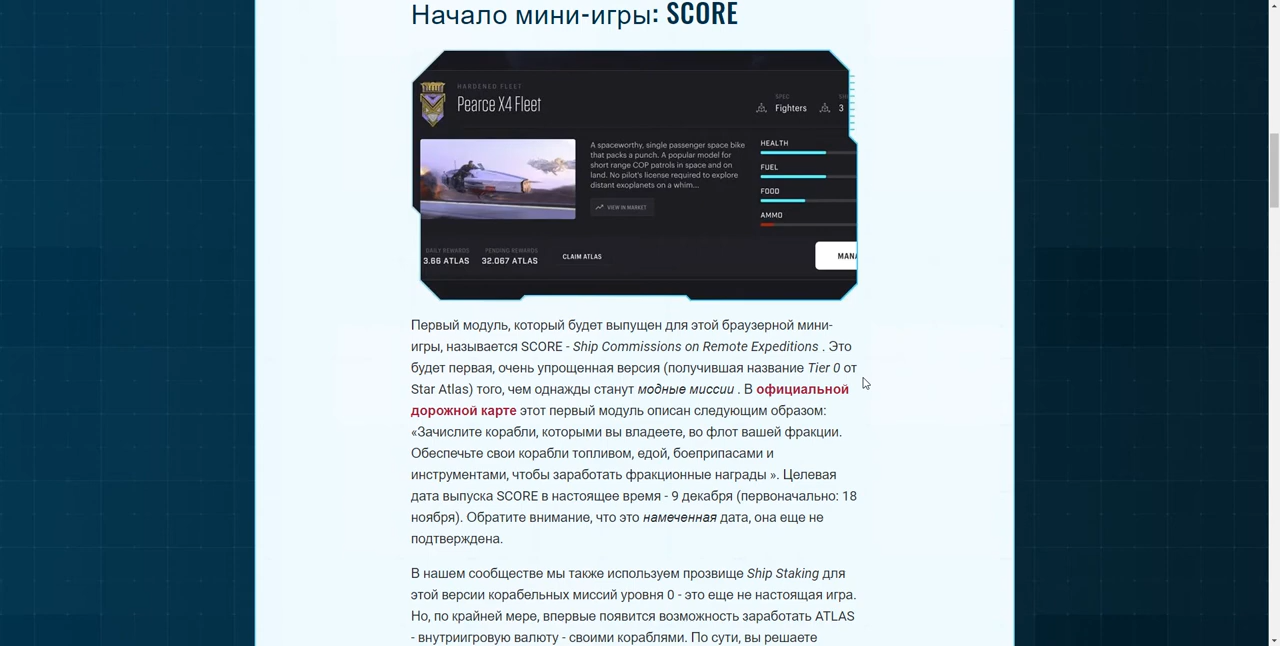 Начало мини-игры: SCORE
HARDENED FLEET
Pearce X4 Fleet
SPEC
Fighters
3
A spaceworthy, single passenger space bike
that packs a punch. A popular model for
short range COP patrols in space and on
land. No pilot's license required to explore
distant exoplanets on a whim...
VIEW IN MARKET
HEALTH
FUEL
FOOD
AMMO
DAILY REWARDS
3.66 ATLAS
PENDING REWARDS
32.067 ATLAS
CLAIM ATLAS
MANA
Первый модуль, который будет выпущен для этой браузерной мини-
игры, называется SCORE - Ship Commissions on Remote Expeditions . Это
будет первая, очень упрощенная версия (получившая название Tier 0 от
Star Atlas) того, чем однажды станут модные миссии . В официальной
дорожной карте этот первый модуль описан следующим образом:
«Зачислите корабли, которыми вы владеете, во флот вашей фракции.
Обеспечьте свои корабли топливом, едой, боеприпасами и
инструментами, чтобы заработать фракционные награды ». Целевая
дата выпуска SCORE в настоящее время - 9 декабря (первоначально: 18
ноября). Обратите внимание, что это намеченная дата, она еще не
подтверждена.
В нашем сообществе мы также используем прозвище Ship Staking для
этой версии корабельных миссий уровня 0 - это еще не настоящая игра.
Но, по крайней мере, впервые появится возможность заработать ATLAS
- внутриигровую валюту - своими кораблями. По сути, вы решаете